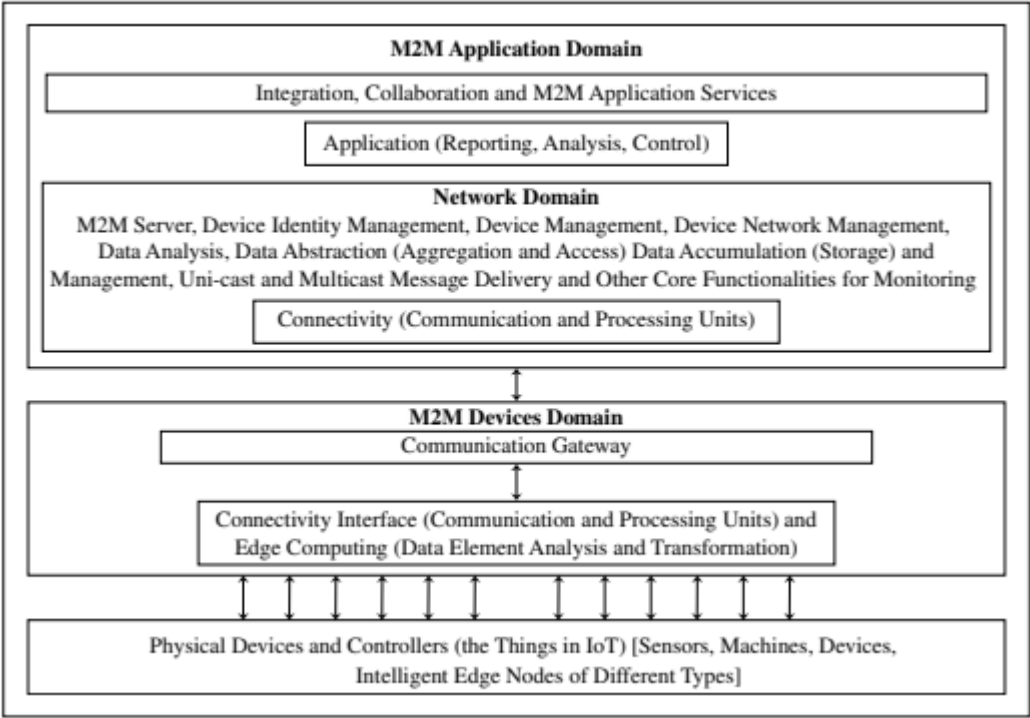 M2M Application Domain
Integration, Collaboration and M2M Application Services
Application (Reporting, Analysis, Control)
Network Domain
M2M Server, Device Identity Management, Device Management, Device Network Management,
Data Analysis, Data Abstraction (Aggregation and Access) Data Accumulation (Storage) and
Management, Uni-cast and Multicast Message Delivery and Other Core Functionalities for Monitoring
Connectivity (Communication and Processing Units)
M2M Devices Domain
Communication Gateway
Connectivity Interface (Communication and Processing Units) and
Edge Computing (Data Element Analysis and Transformation)
Physical Devices and Controllers (the Things in IoT) [Sensors, Machines, Devices,
Intelligent Edge Nodes of Different Types]